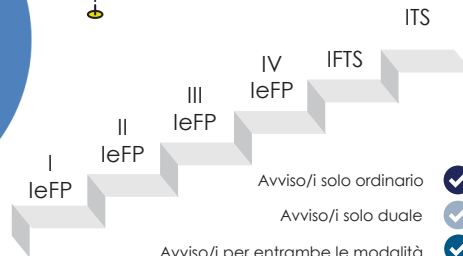 ITS
IFTS
IV
IeFP
III
IeFP
II
IeFP
I
IeFP
Avviso/i solo ordinario
Avviso/i solo duale
Avviso/i per entrambe le modalità